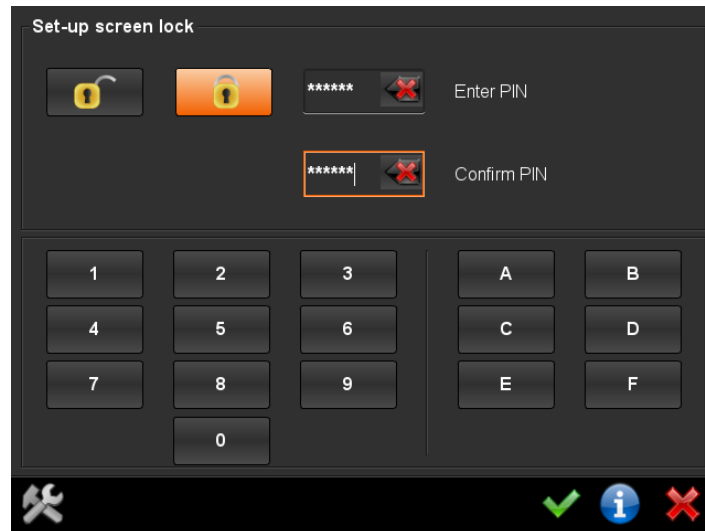 Set-up screen lock
****** Enter PIN
****** Confirm PIN
1 2 3 A B
4 5 6 C D
7 8 9 E F
0